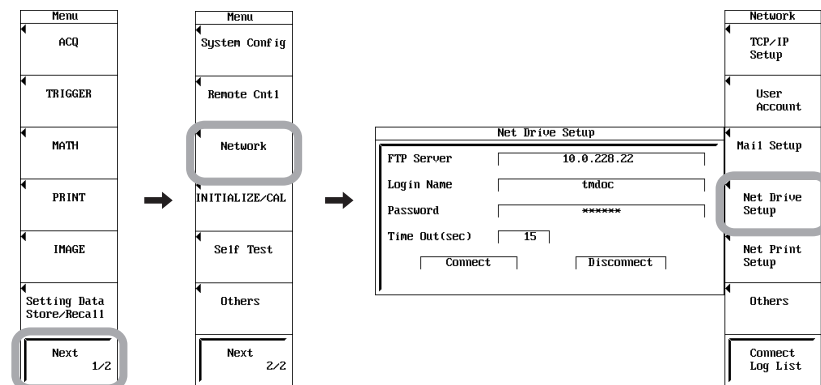 Menu
ACQ
TRIGGER
MATH
PRINT
IMAGE
Setting Data
Store/Recall
Next
1/2
Menu
System Config
Remote Cntl
Network
INITIALIZE/CAL
Self Test
Others
Next
2/2
Net Drive Setup
FTP Server 10.0.228.22
Login Name tmdoc
Password ******
Time Out(sec) 15
Connect Disconnect
Network
TCP/IP
Setup
User
Account
Mail Setup
Net Drive
Setup
Net Print
Setup
Others
Connect
Log List